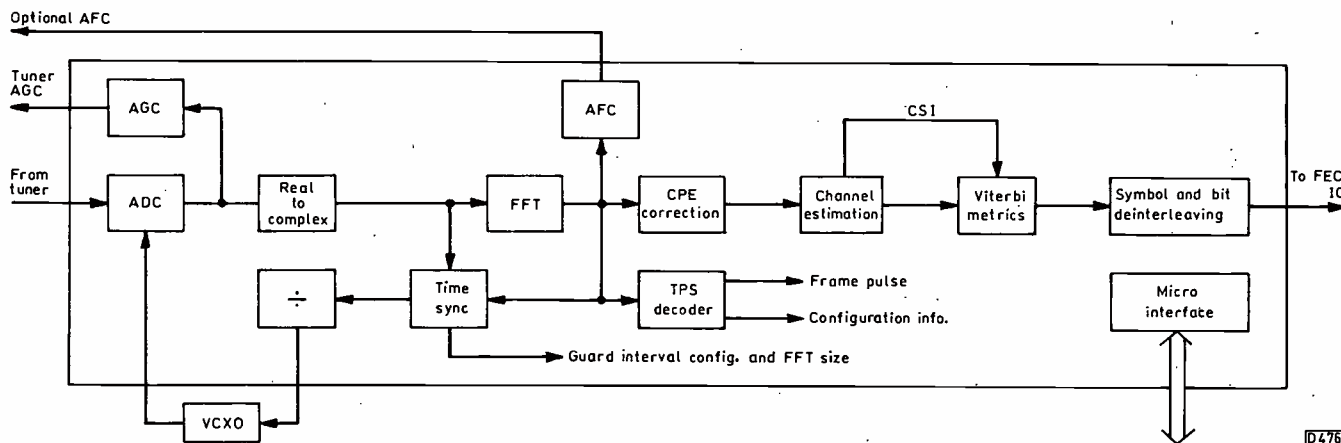 Optional AFC
Tuner
AGC
AGC
AFC
CSI
From
tuner
ADC
Real
to
complex
FFT
CPE
correction
Channel
estimation
Viterbi
metrics
Symbol and bit
deinterleaving
To FEC
IC
÷
Time
sync
TPS
decoder
Frame pulse
Configuration info.
Micro
interface
Guard interval config. and FFT size
VCXO
D476